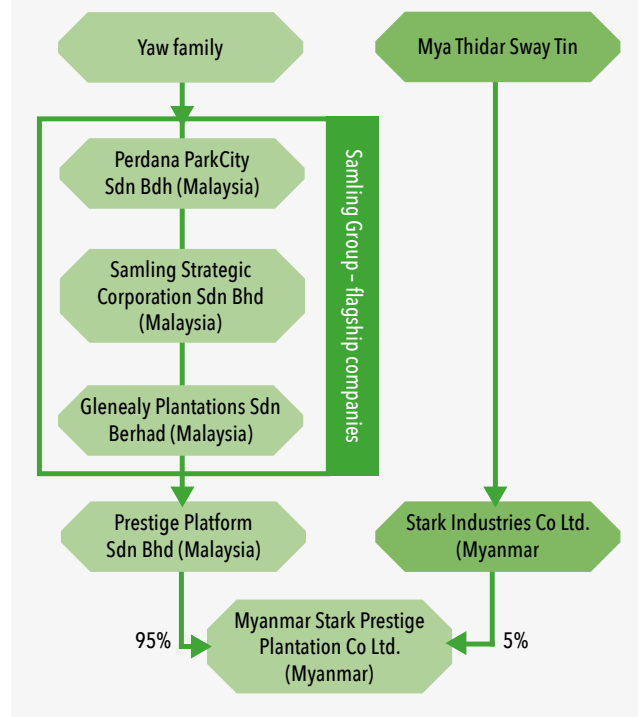 Yaw family
Mya Thidar Sway Tin
Perdana ParkCity
Sdn Bdh (Malaysia)
Samling Strategic
Corporation Sdn Bhd
(Malaysia)
Glenealy Plantations Sdn
Berhad (Malaysia)
Samling Group – flagship companies
Prestige Platform
Sdn Bhd (Malaysia)
Stark Industries Co Ltd.
(Myanmar
95%
Myanmar Stark Prestige
Plantation Co Ltd.
(Myanmar)
5%